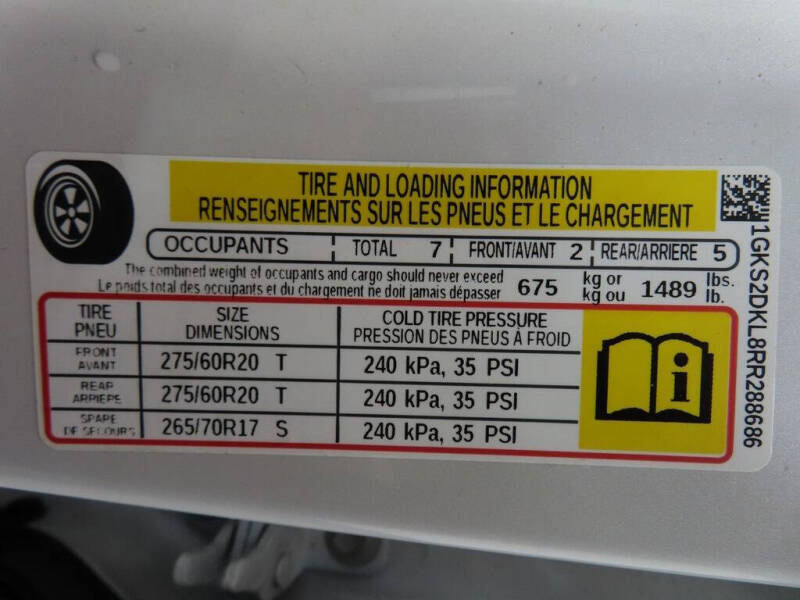 TIRE AND LOADING INFORMATION
RENSEIGNEMENTS SUR LES PNEUS ET LE CHARGEMENT
OCCUPANTS TOTAL 7 FRONT/AVANT 2 REAR/ARRIERE 5
The combined weight of occupants and cargo should never exceed 675 kg or 1489 lbs.
Le poids total des occupants et du chargement ne doit jamais dépasser kg ou lb.
TIRE SIZE COLD TIRE PRESSURE
PNEU DIMENSIONS PRESSION DES PNEUS À FROID
FRONT
AVANT 275/60R20 T 240 kPa, 35 PSI
REAR
ARRIERE 275/60R20 T 240 kPa, 35 PSI
SPARE
DE SECOURS 265/70R17 S 240 kPa, 35 PSI
i
1GKS2DKL8RR288686